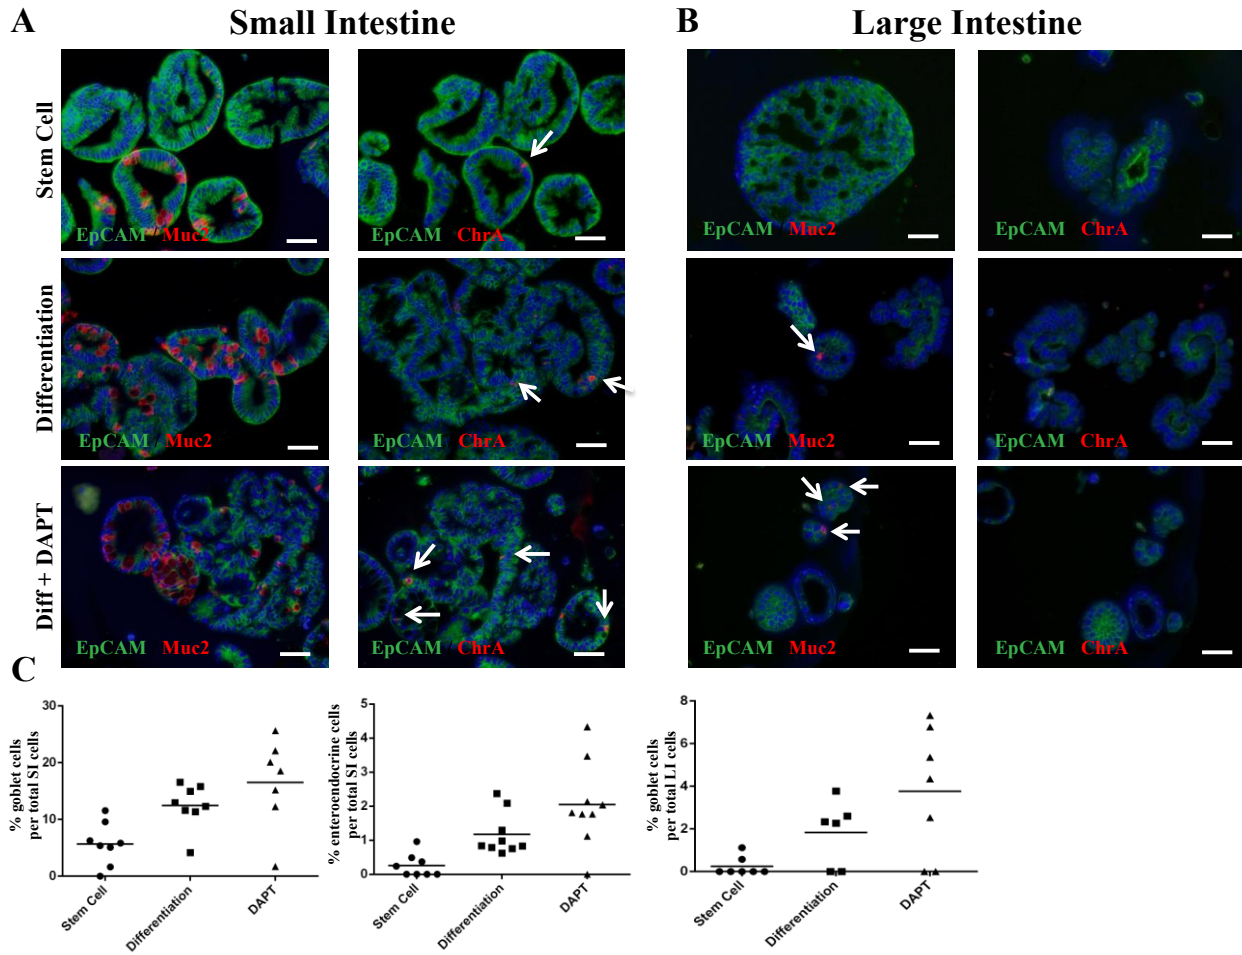 A
Small Intestine
B
Large Intestine
Stem Cell
EpCAM Muc2
EpCAM ChrA
EpCAM Muc2
EpCAM ChrA
Differentiation
EpCAM / Muc2
EpCAM ChrA
EpCAM Muc2
EpCAM ChrA
Diff + DAPT
EpCAM Muc2
EpCAM ChrA
EpCAM Muc2
EpCAM ChrA
C
% goblet cells
per total SI cells
30
20
10
0
Stem Cell
Differentiation
DAPT
% enteroendocrine cells
per total SI cells
5
4
3
2
1
0
Stem Cell
Differentiation
DAPT
% goblet cells
per total LI cells
8
6
4
2
0
Stem Cell
Differentiation
DAPT